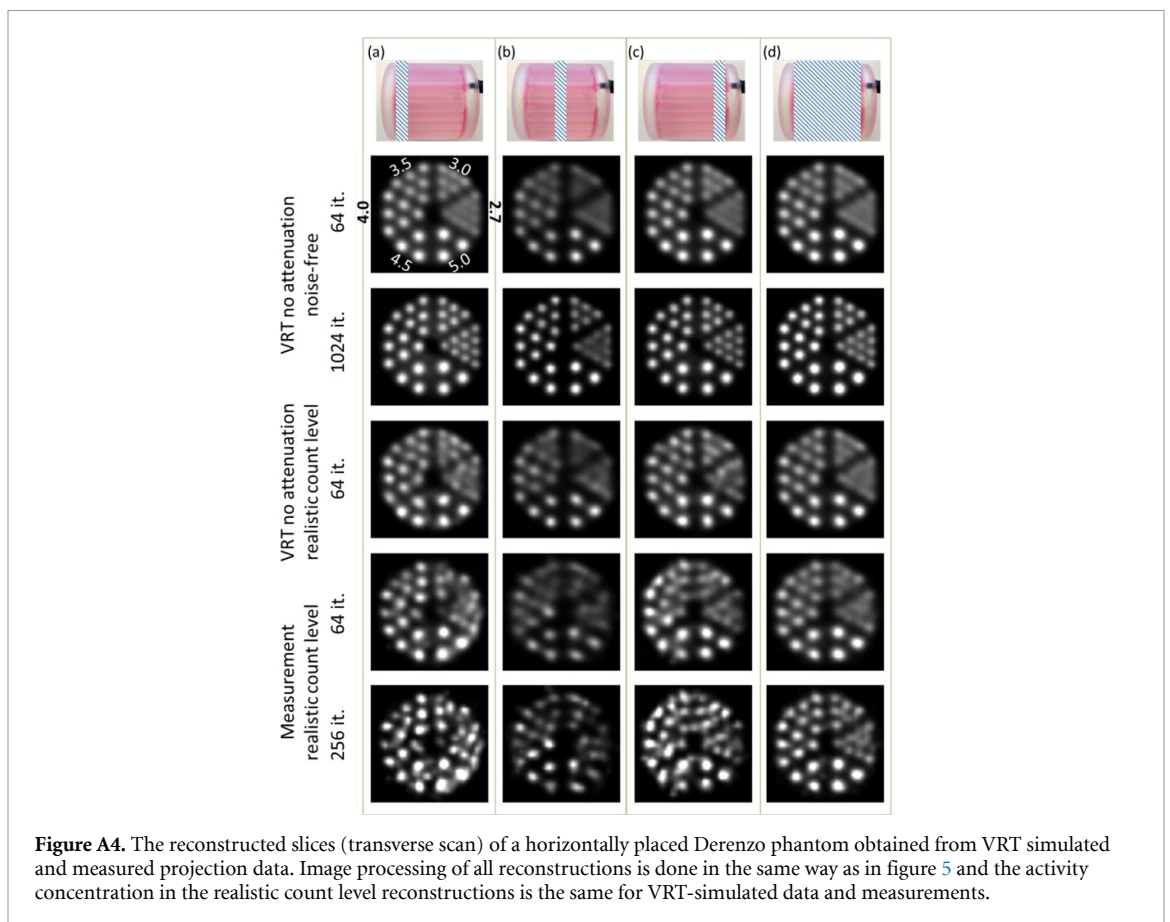 (a)
(b)
(c)
(d)
3.5
3.0
4.0
2.7
4.5
5.0
VRT no attenuation
noise-free
64 it.
1024 it.
VRT no attenuation
realistic count level
64 it.
Measurement
realistic count level
64 it.
256 it.
Figure A4. The reconstructed slices (transverse scan) of a horizontally placed Derenzo phantom obtained from VRT simulated
and measured projection data. Image processing of all reconstructions is done in the same way as in figure 5 and the activity
concentration in the realistic count level reconstructions is the same for VRT-simulated data and measurements.